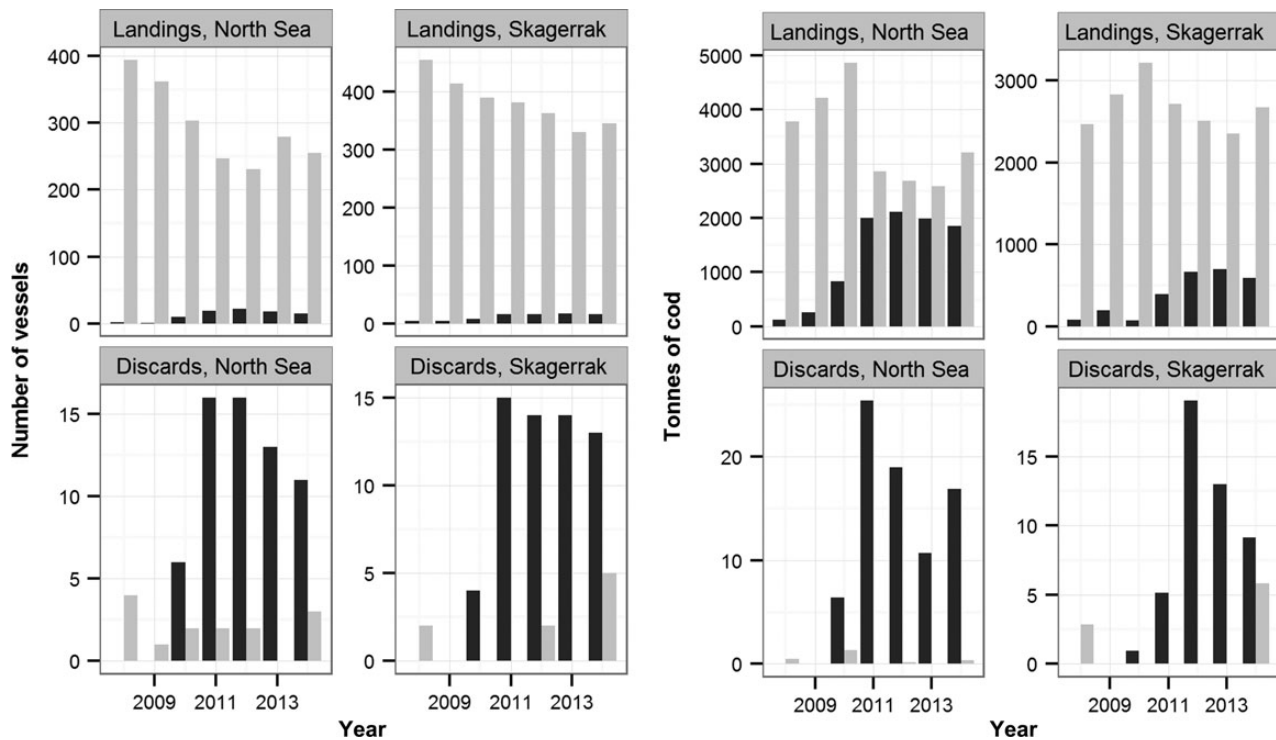 Landings, North Sea
Landings, Skagerrak
400
300
200
100
0
400
300
200
100
0
Discards, North Sea
Discards, Skagerrak
15
10
5
0
15
10
5
0
2009 2011 2013
2009 2011 2013
Number of vessels
Year
Landings, North Sea
Landings, Skagerrak
5000
4000
3000
2000
1000
0
3000
2000
1000
0
Discards, North Sea
Discards, Skagerrak
20
10
0
15
10
5
0
2009 2011 2013
2009 2011 2013
Tonnes of cod
Year